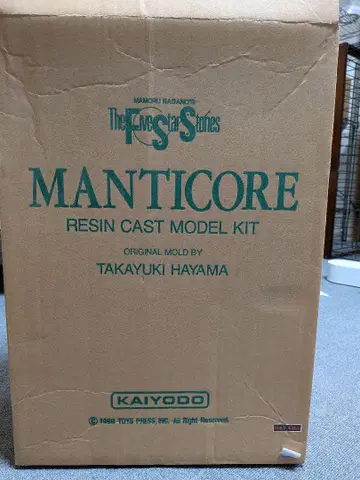 MAMORU NAGANO'S
The Five Star Stories
MANTICORE
RESIN CAST MODEL KIT
ORIGINAL MOLD BY
TAKAYUKI HAYAMA
KAIYODO
TOYS PRESS INC. All Right Reserved.